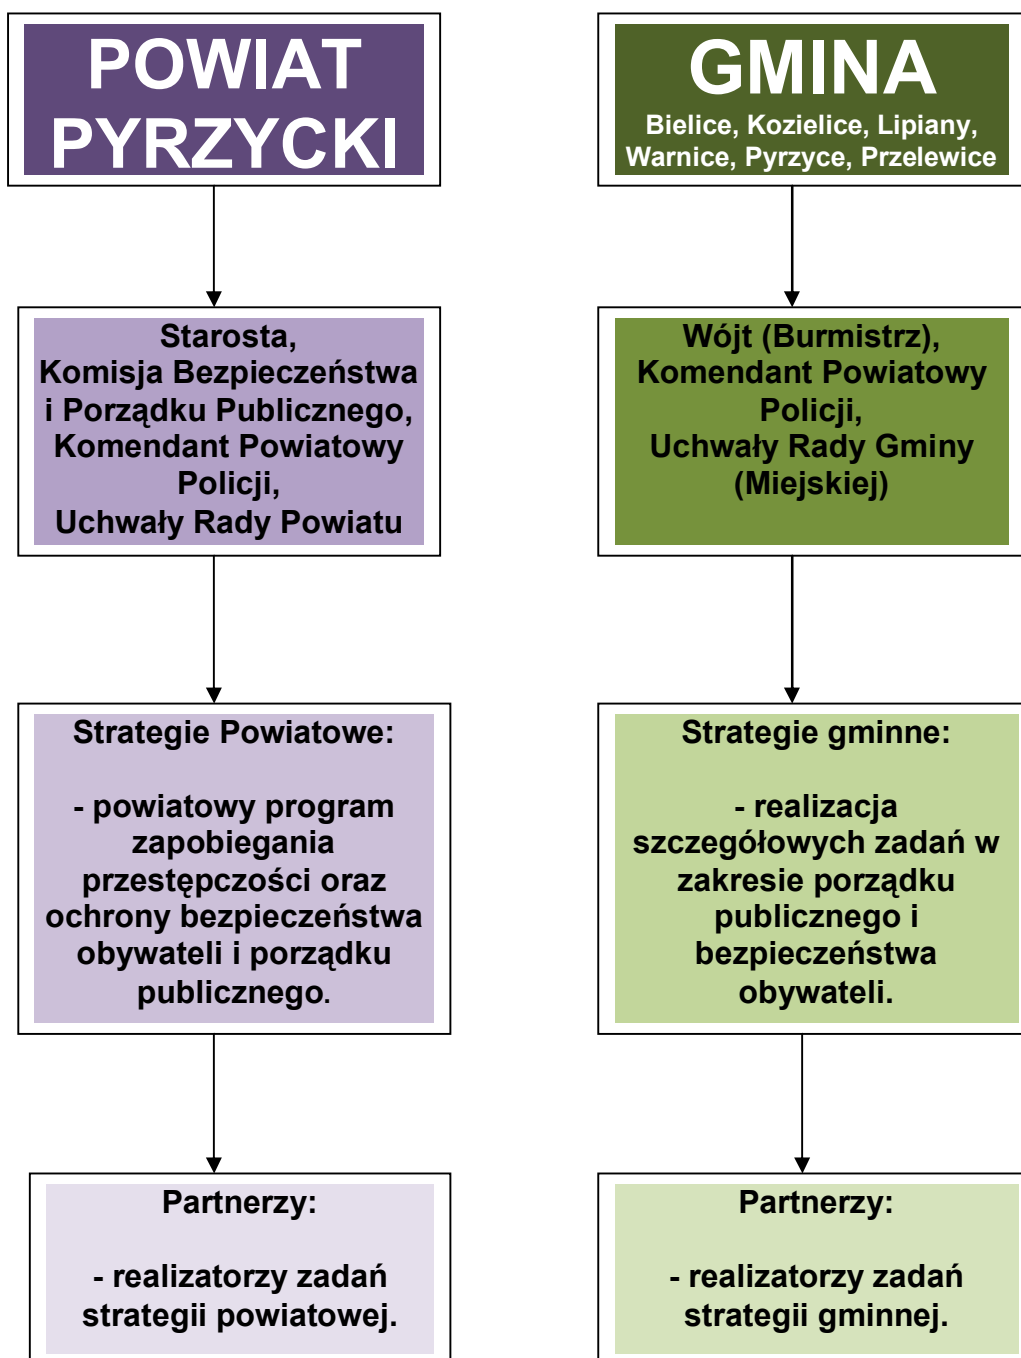 POWIAT
PYRZYCKI
Starosta,
Komisja Bezpieczeństwa
i Porządku Publicznego,
Komendant Powiatowy
Policji,
Uchwały Rady Powiatu
Strategie Powiatowe:
- powiatowy program
zapobiegania
przestępczości oraz
ochrony bezpieczeństwa
obywateli i porządku
publicznego.
Partnerzy:
- realizatorzy zadań
strategii powiatowej.
GMINA
Bielice, Kozielice, Lipiany,
Warnice, Pyrzyce, Przelewice
Wójt (Burmistrz),
Komendant Powiatowy
Policji,
Uchwały Rady Gminy
(Miejskiej)
Strategie gminne:
- realizacja
szczegółowych zadań w
zakresie porządku
publicznego i
bezpieczeństwa
obywateli.
Partnerzy:
- realizatorzy zadań
strategii gminnej.